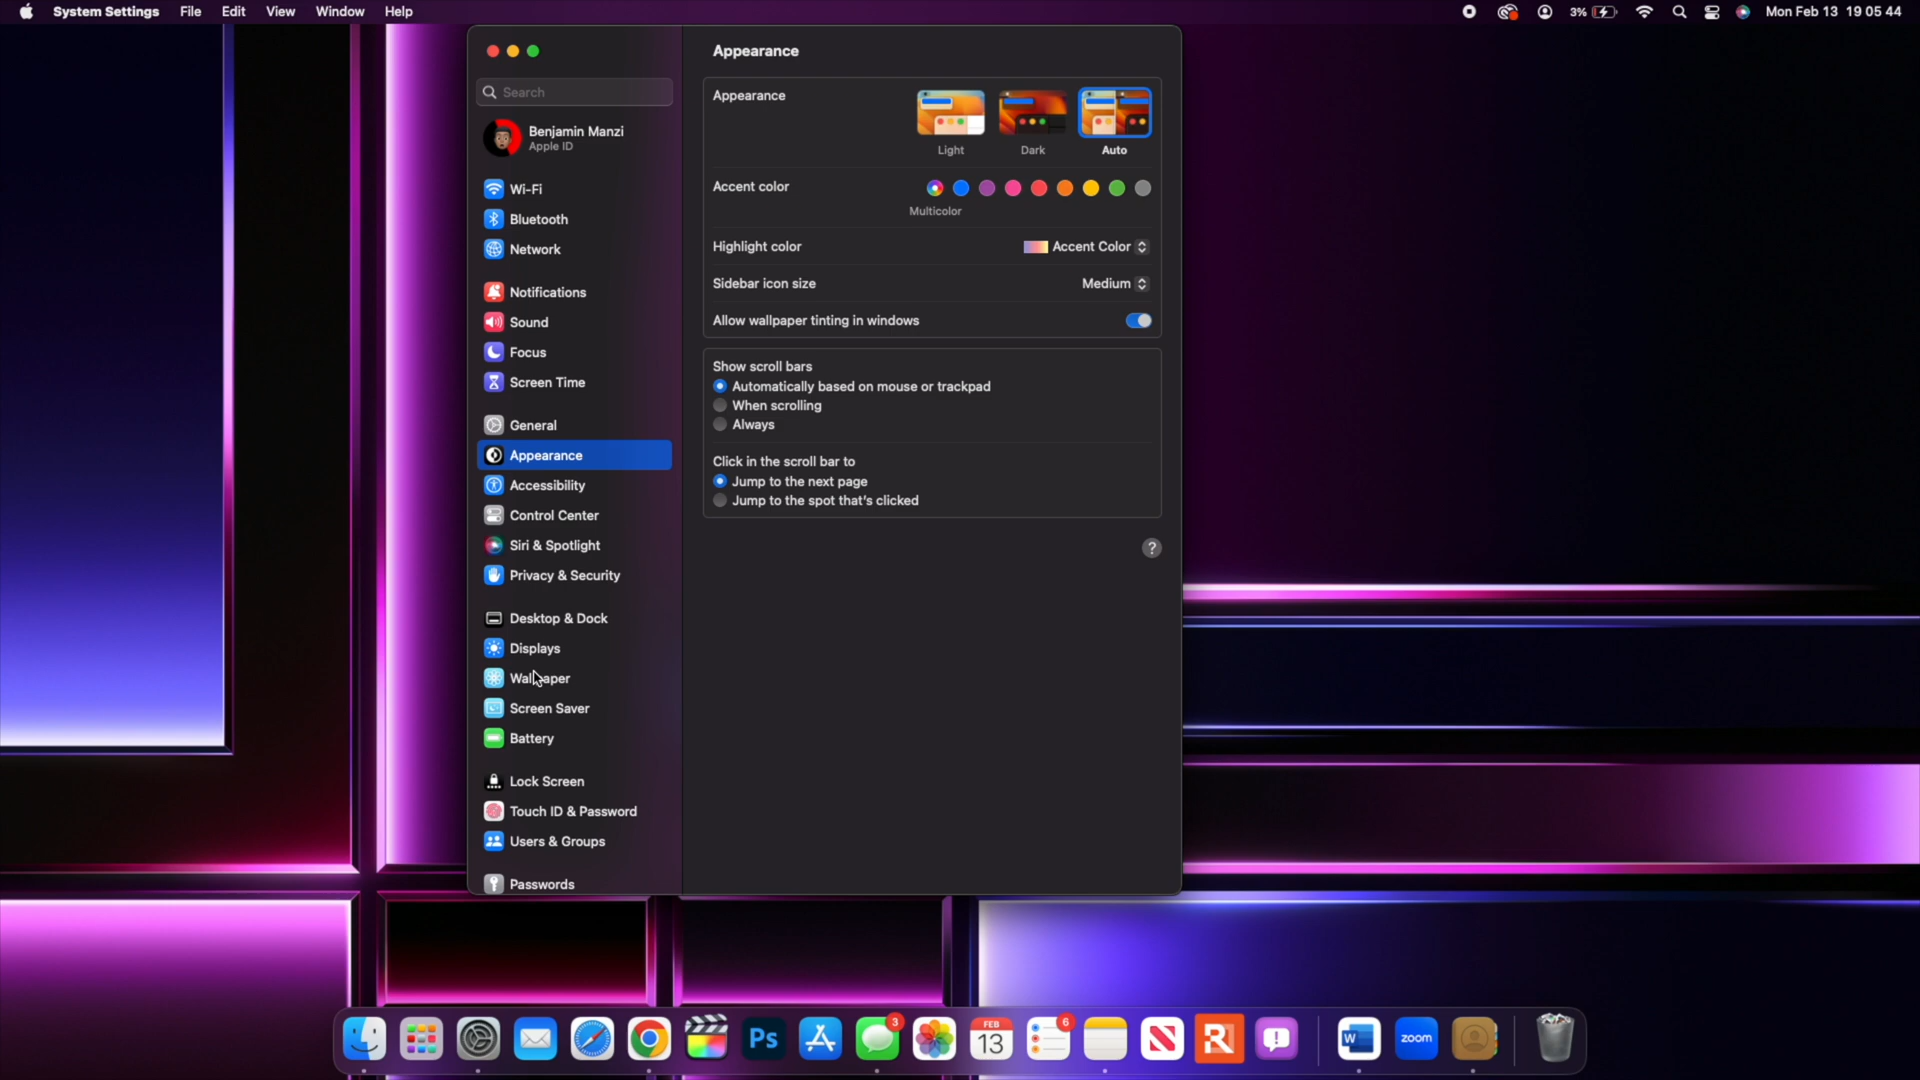 System Settings File Edit View Window Help
3% Mon Feb 13 19 05 44
Search
Benjamin Manzi
Apple ID
Wi-Fi
Bluetooth
Network
Notifications
Sound
Focus
Screen Time
General
Appearance
Accessibility
Control Center
Siri & Spotlight
Privacy & Security
Desktop & Dock
Displays
Wallpaper
Screen Saver
Battery
Lock Screen
Touch ID & Password
Users & Groups
Passwords
Appearance
Appearance
Light Dark Auto
Accent color
Multicolor
Highlight color Accent Color
Sidebar icon size Medium
Allow wallpaper tinting in windows
Show scroll bars
Automatically based on mouse or trackpad
When scrolling
Always
Click in the scroll bar to
Jump to the next page
Jump to the spot that's clicked
?
Ps 3 FEB 13 6 N R ! W zoom